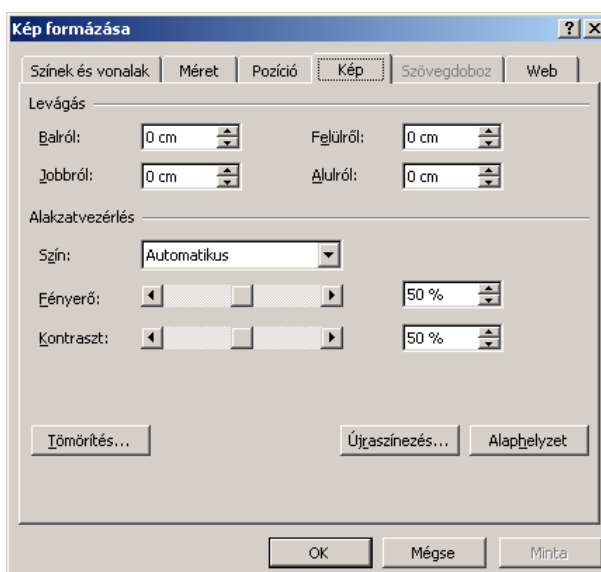 Kép formázása
Színek és vonalak Méret Pozíció Kép Szövegdoboz Web
Levágás
Balról: 0 cm Felülről: 0 cm
Jobbról: 0 cm Alulról: 0 cm
Alakzatvezérlés
Szín: Automatikus
Fényerő: 50 %
Kontraszt: 50 %
Tömörítés... Újraszínezés... Alaphelyzet
OK Mégse Minta